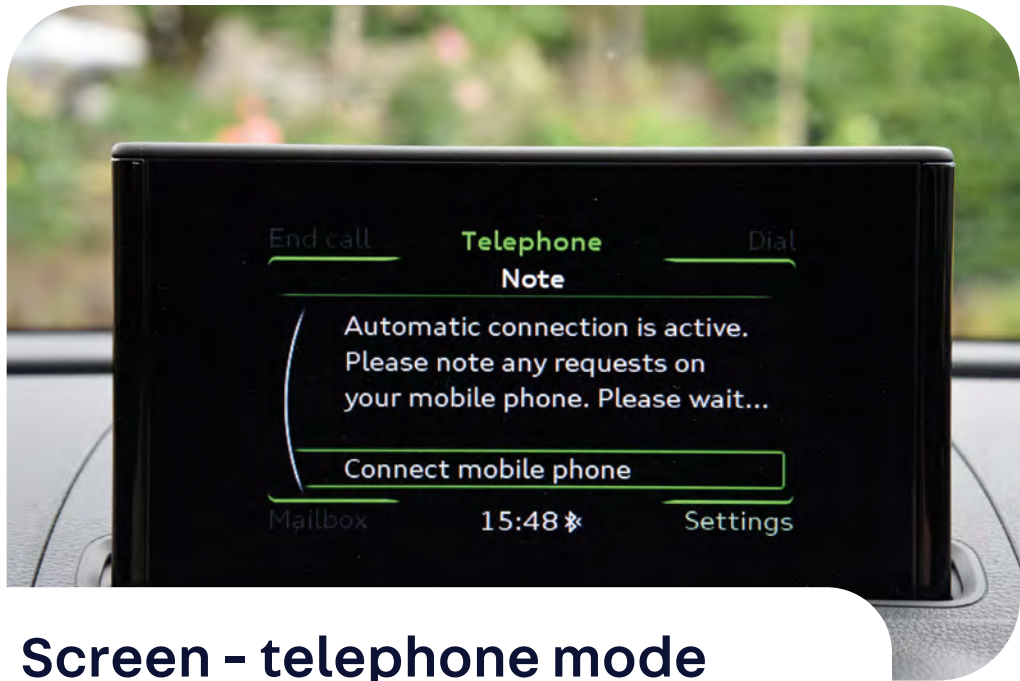 End call Telephone Dial
Note
Automatic connection is active.
Please note any requests on
your mobile phone. Please wait...
Connect mobile phone
Mailbox 15:48 Settings
Screen - telephone mode